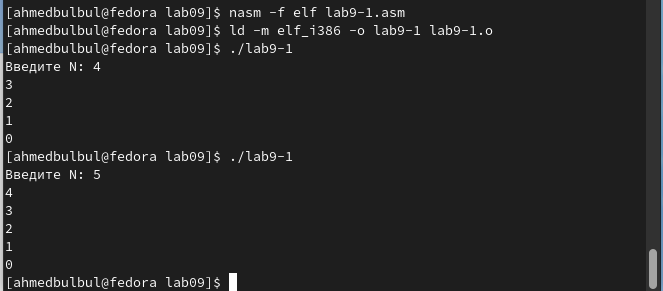 [ahmedbulbul@fedora lab09]$ nasm -f elf lab9-1.asm
[ahmedbulbul@fedora lab09]$ ld -m elf_i386 -o lab9-1 lab9-1.o
[ahmedbulbul@fedora lab09]$ ./lab9-1
Введите N: 4
3
2
1
0
[ahmedbulbul@fedora lab09]$ ./lab9-1
Введите N: 5
4
3
2
1
0
[ahmedbulbul@fedora lab09]$